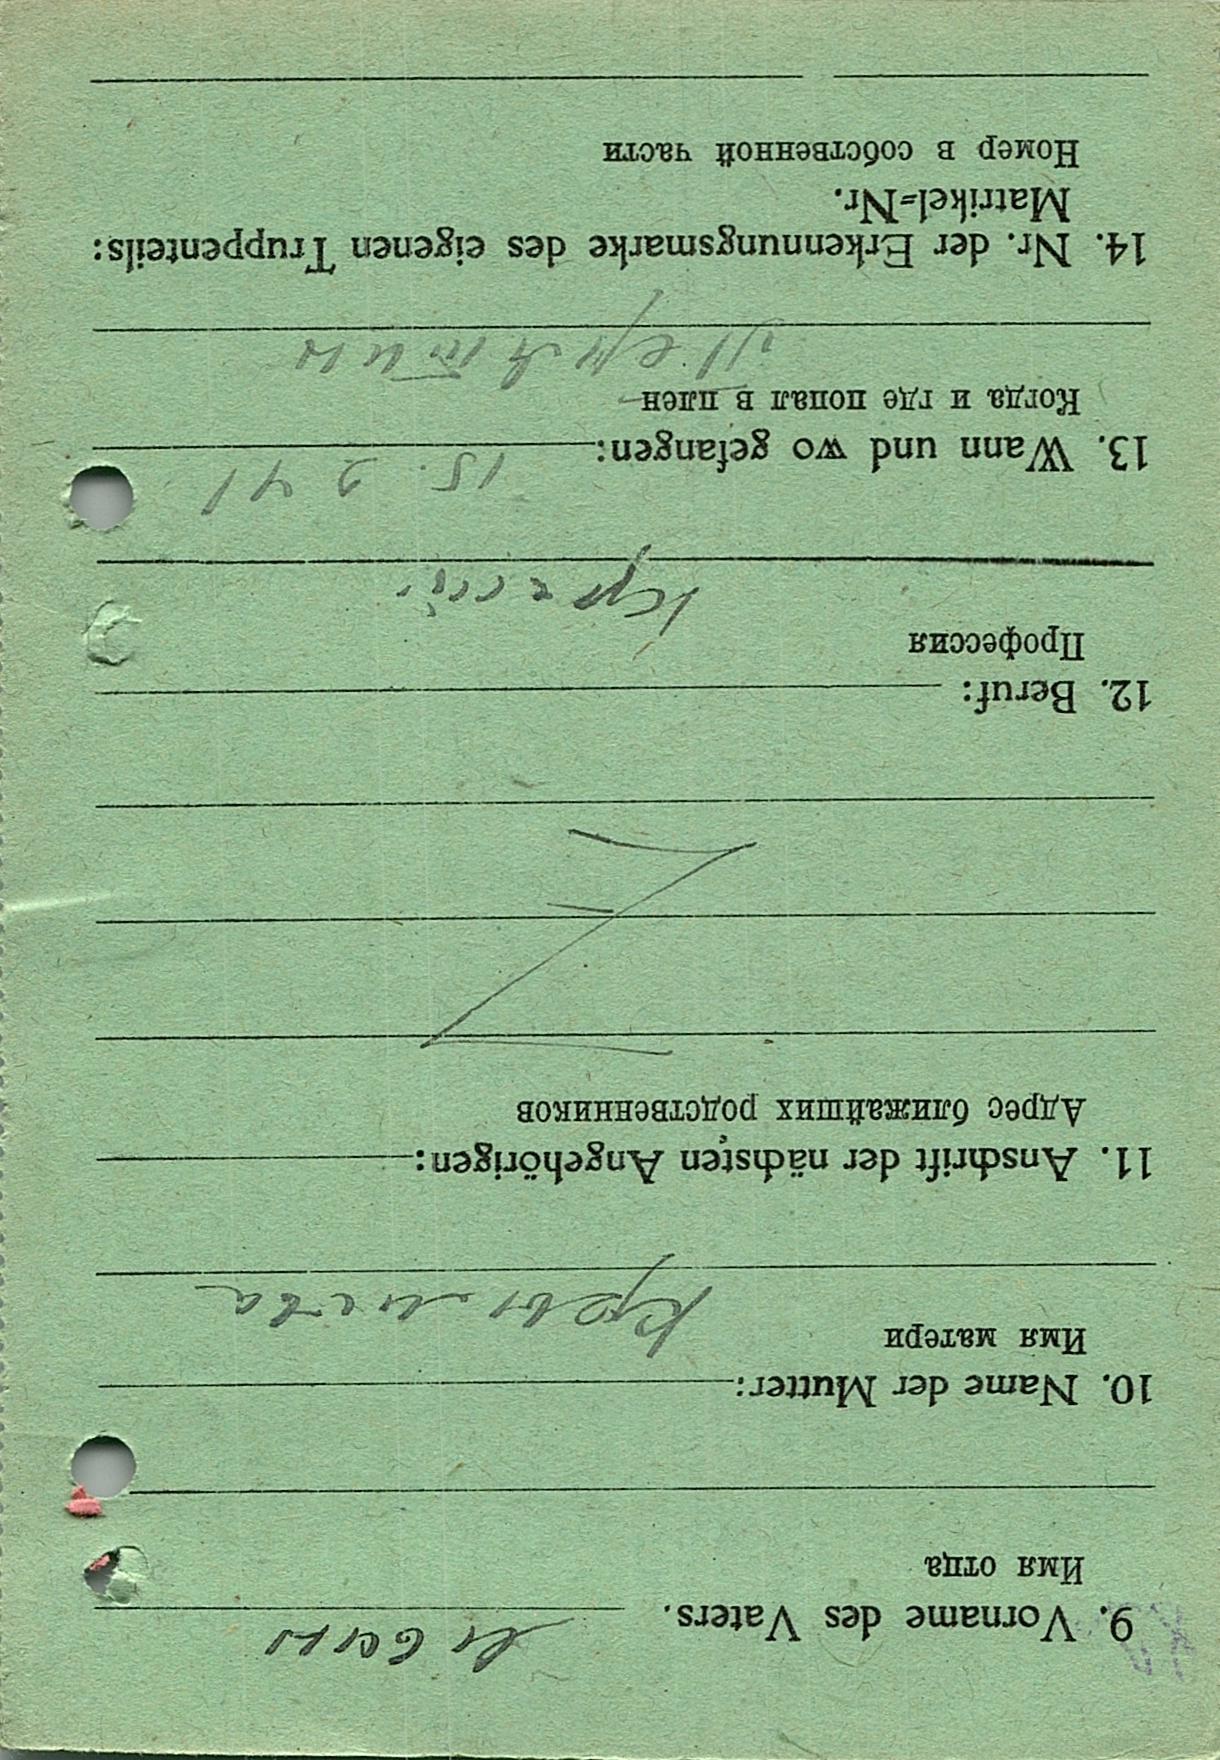 9. Vorname des Vaters.
Иван
Имя отца
10. Name der Mutter:
Имя матери
11. Anschrift der nächsten Angehörigen:
Адрес ближайших родственников
12. Beruf:
Профессия
13. Wann und wo gefangen:
15. 9 41
Когда и где попал в плен
14. Nr. der Erkennungsmarke des eigenen Truppenteils:
Matrikel-Nr.
Номер в собственной части